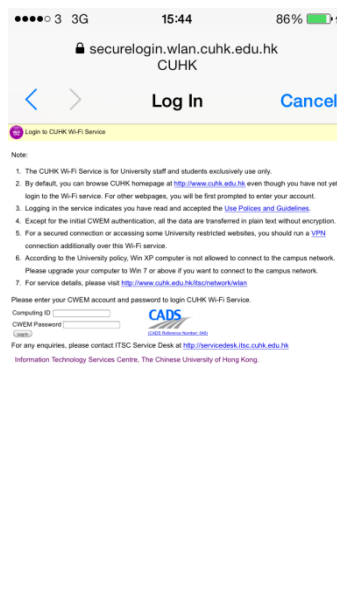 3 3G 15:44 86%
securelogin.wlan.cuhk.edu.hk
CUHK
Log In Cancel
Login to CUHK Wi-Fi Service
Note:
1. The CUHK Wi-Fi Service is for University staff and students exclusively use only.
2. By default, you can browse CUHK homepage at http://www.cuhk.edu.hk even though you have not yet
login to the Wi-Fi service. For other webpages, you will be first prompted to enter your account.
3. Logging in the service indicates you have read and accepted the Use Polices and Guidelines.
4. Except for the initial CWEM authentication, all the data are transferred in plain text without encryption.
5. For a secured connection or accessing some University restricted websites, you should run a VPN
connection additionally over this Wi-Fi service.
6. According to the University policy, Win XP computer is not allowed to connect to the campus network.
Please upgrade your computer to Win 7 or above if you want to connect to the campus network.
7. For service details, please visit http://www.cuhk.edu.hk/itsc/network/wlan
Please enter your CWEM account and password to login CUHK Wi-Fi Service.
Computing ID
CWEM Password
CADS
(CADS Reference Number: 046)
For any enquiries, please contact ITSC Service Desk at http://servicedesk.itsc.cuhk.edu.hk
Information Technology Services Centre, The Chinese University of Hong Kong.